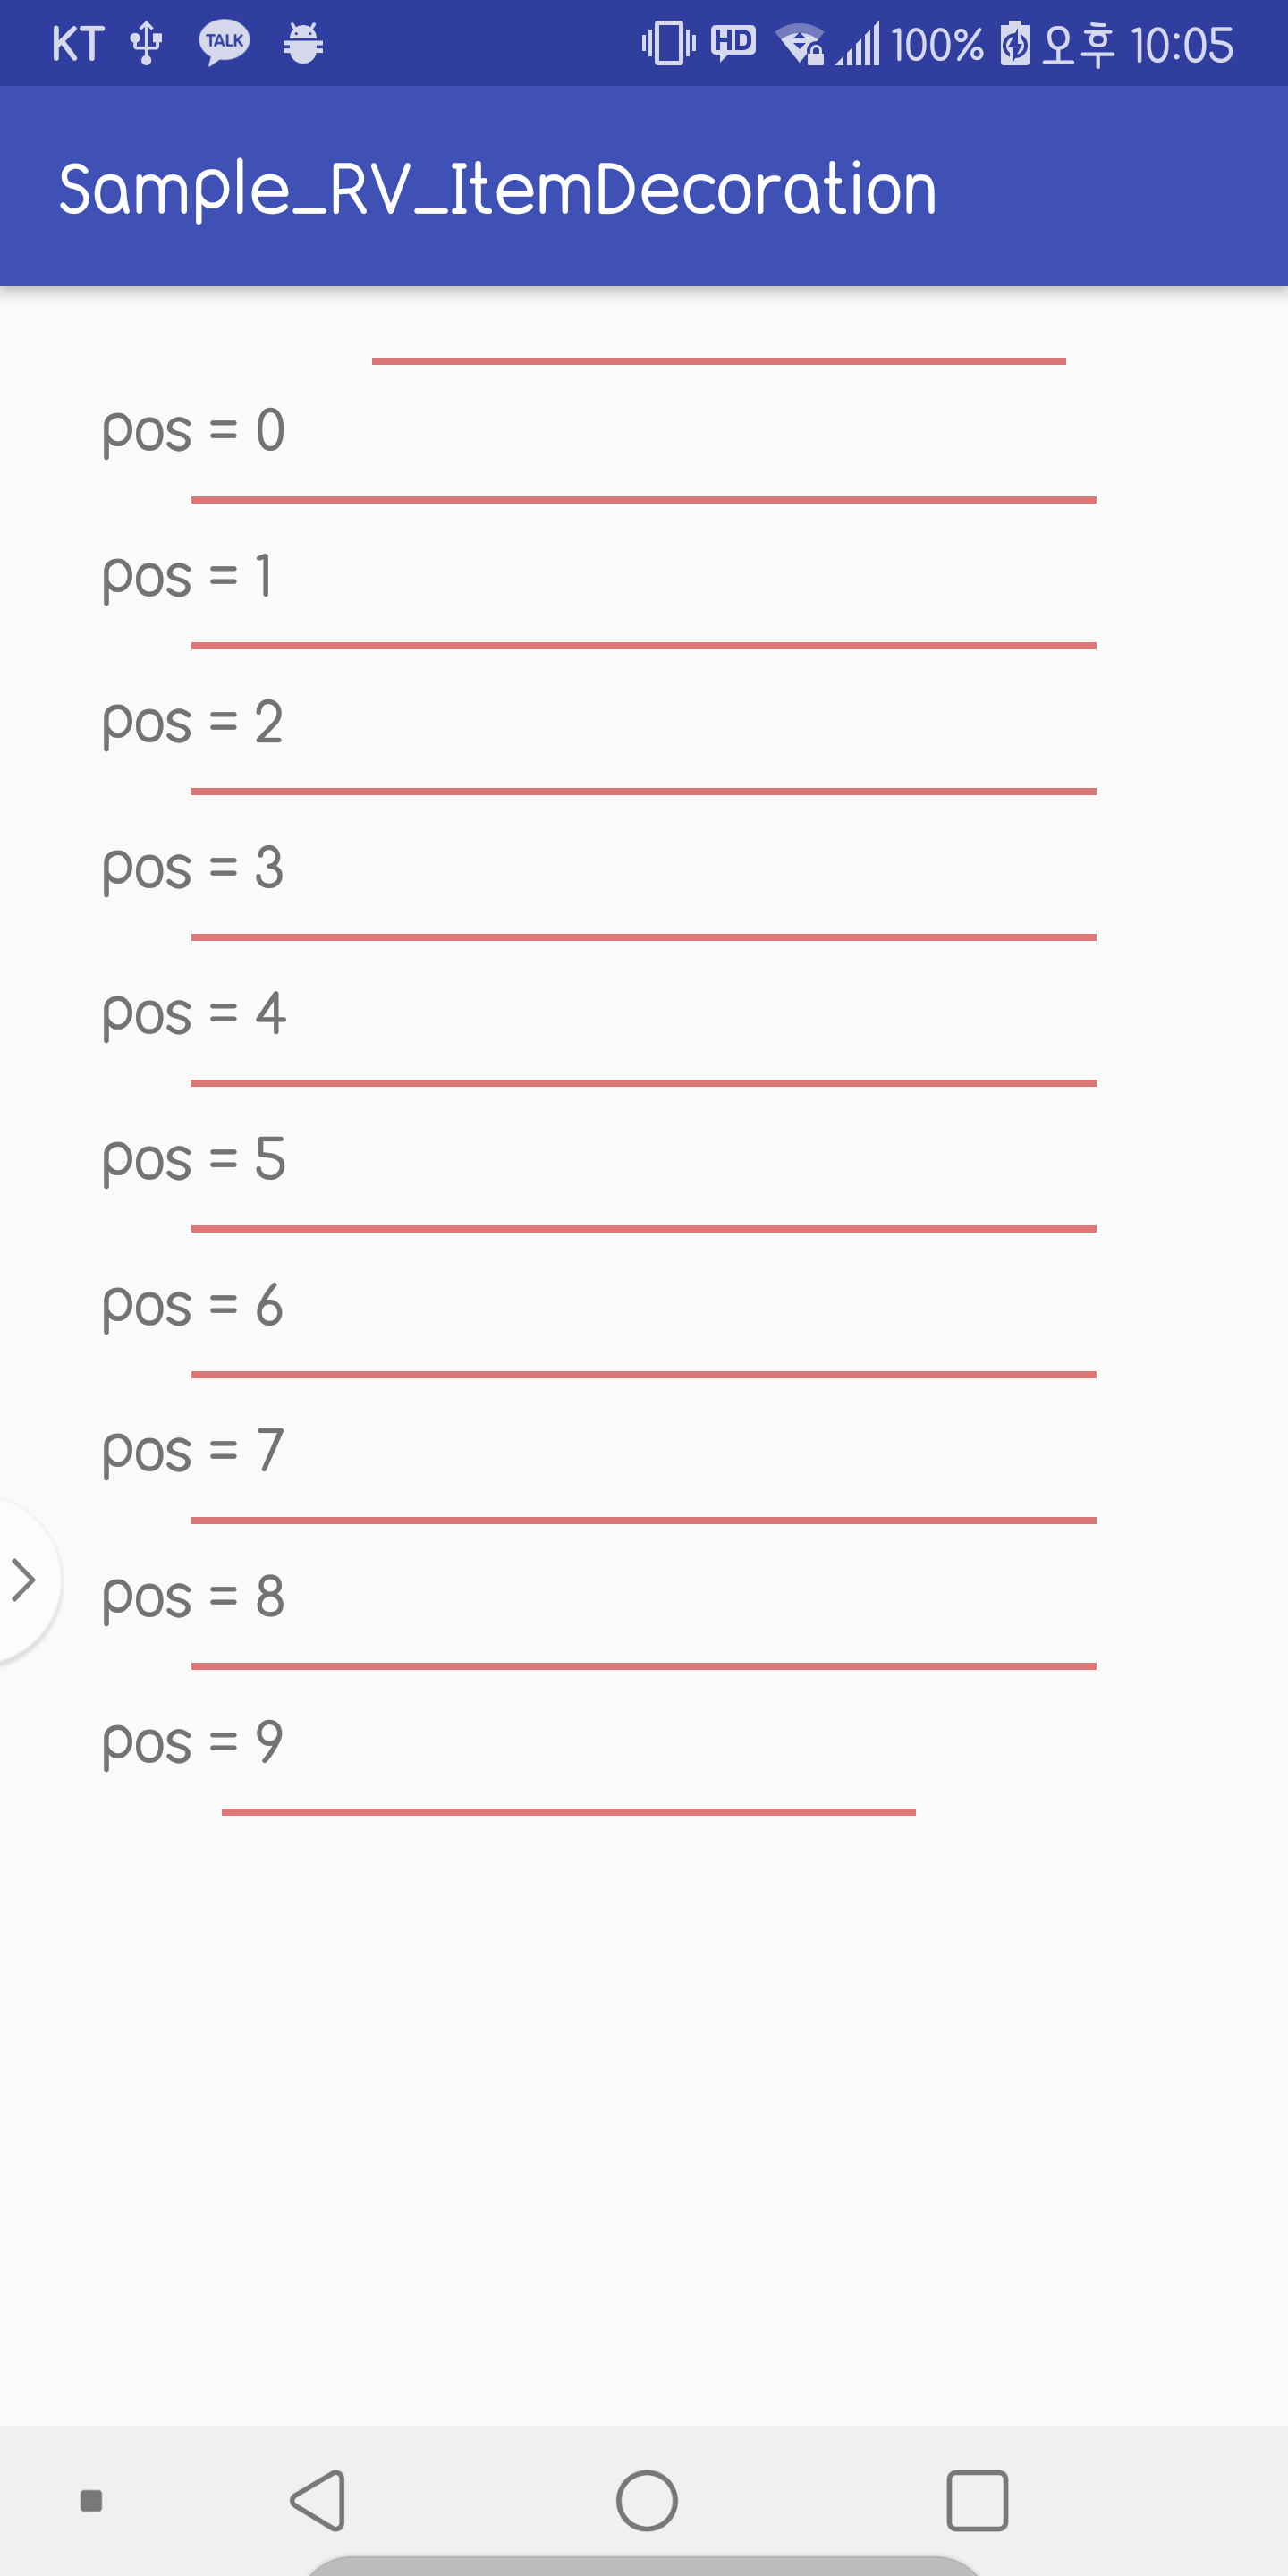 KT TALK HD 100% 오후 10:05
Sample_RV_ItemDecoration
pos = 0
pos = 1
pos = 2
pos = 3
pos = 4
pos = 5
pos = 6
pos = 7
pos = 8
pos = 9